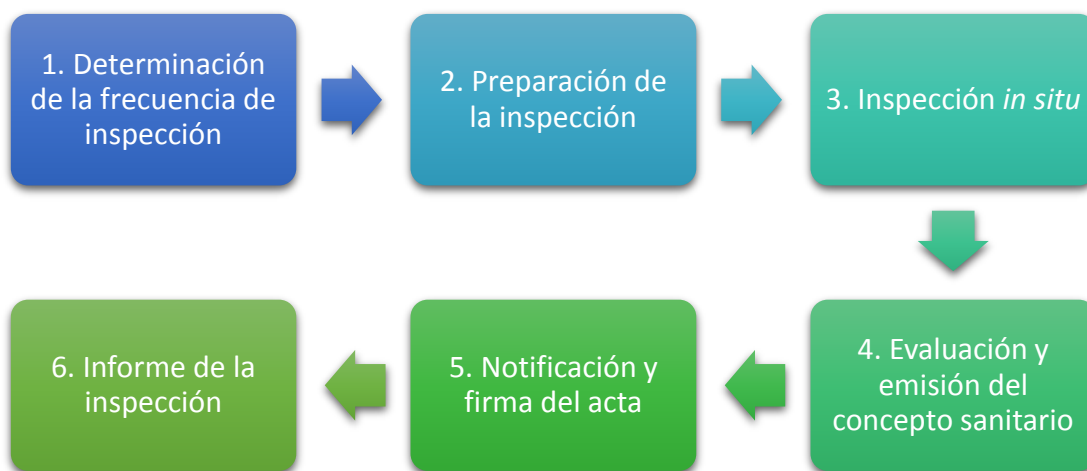 1. Determinación
de la frecuencia de
inspección
2. Preparación de
la inspección
3. Inspección in situ
4. Evaluación y
emisión del
concepto sanitario
5. Notificación y
firma del acta
6. Informe de la
inspección